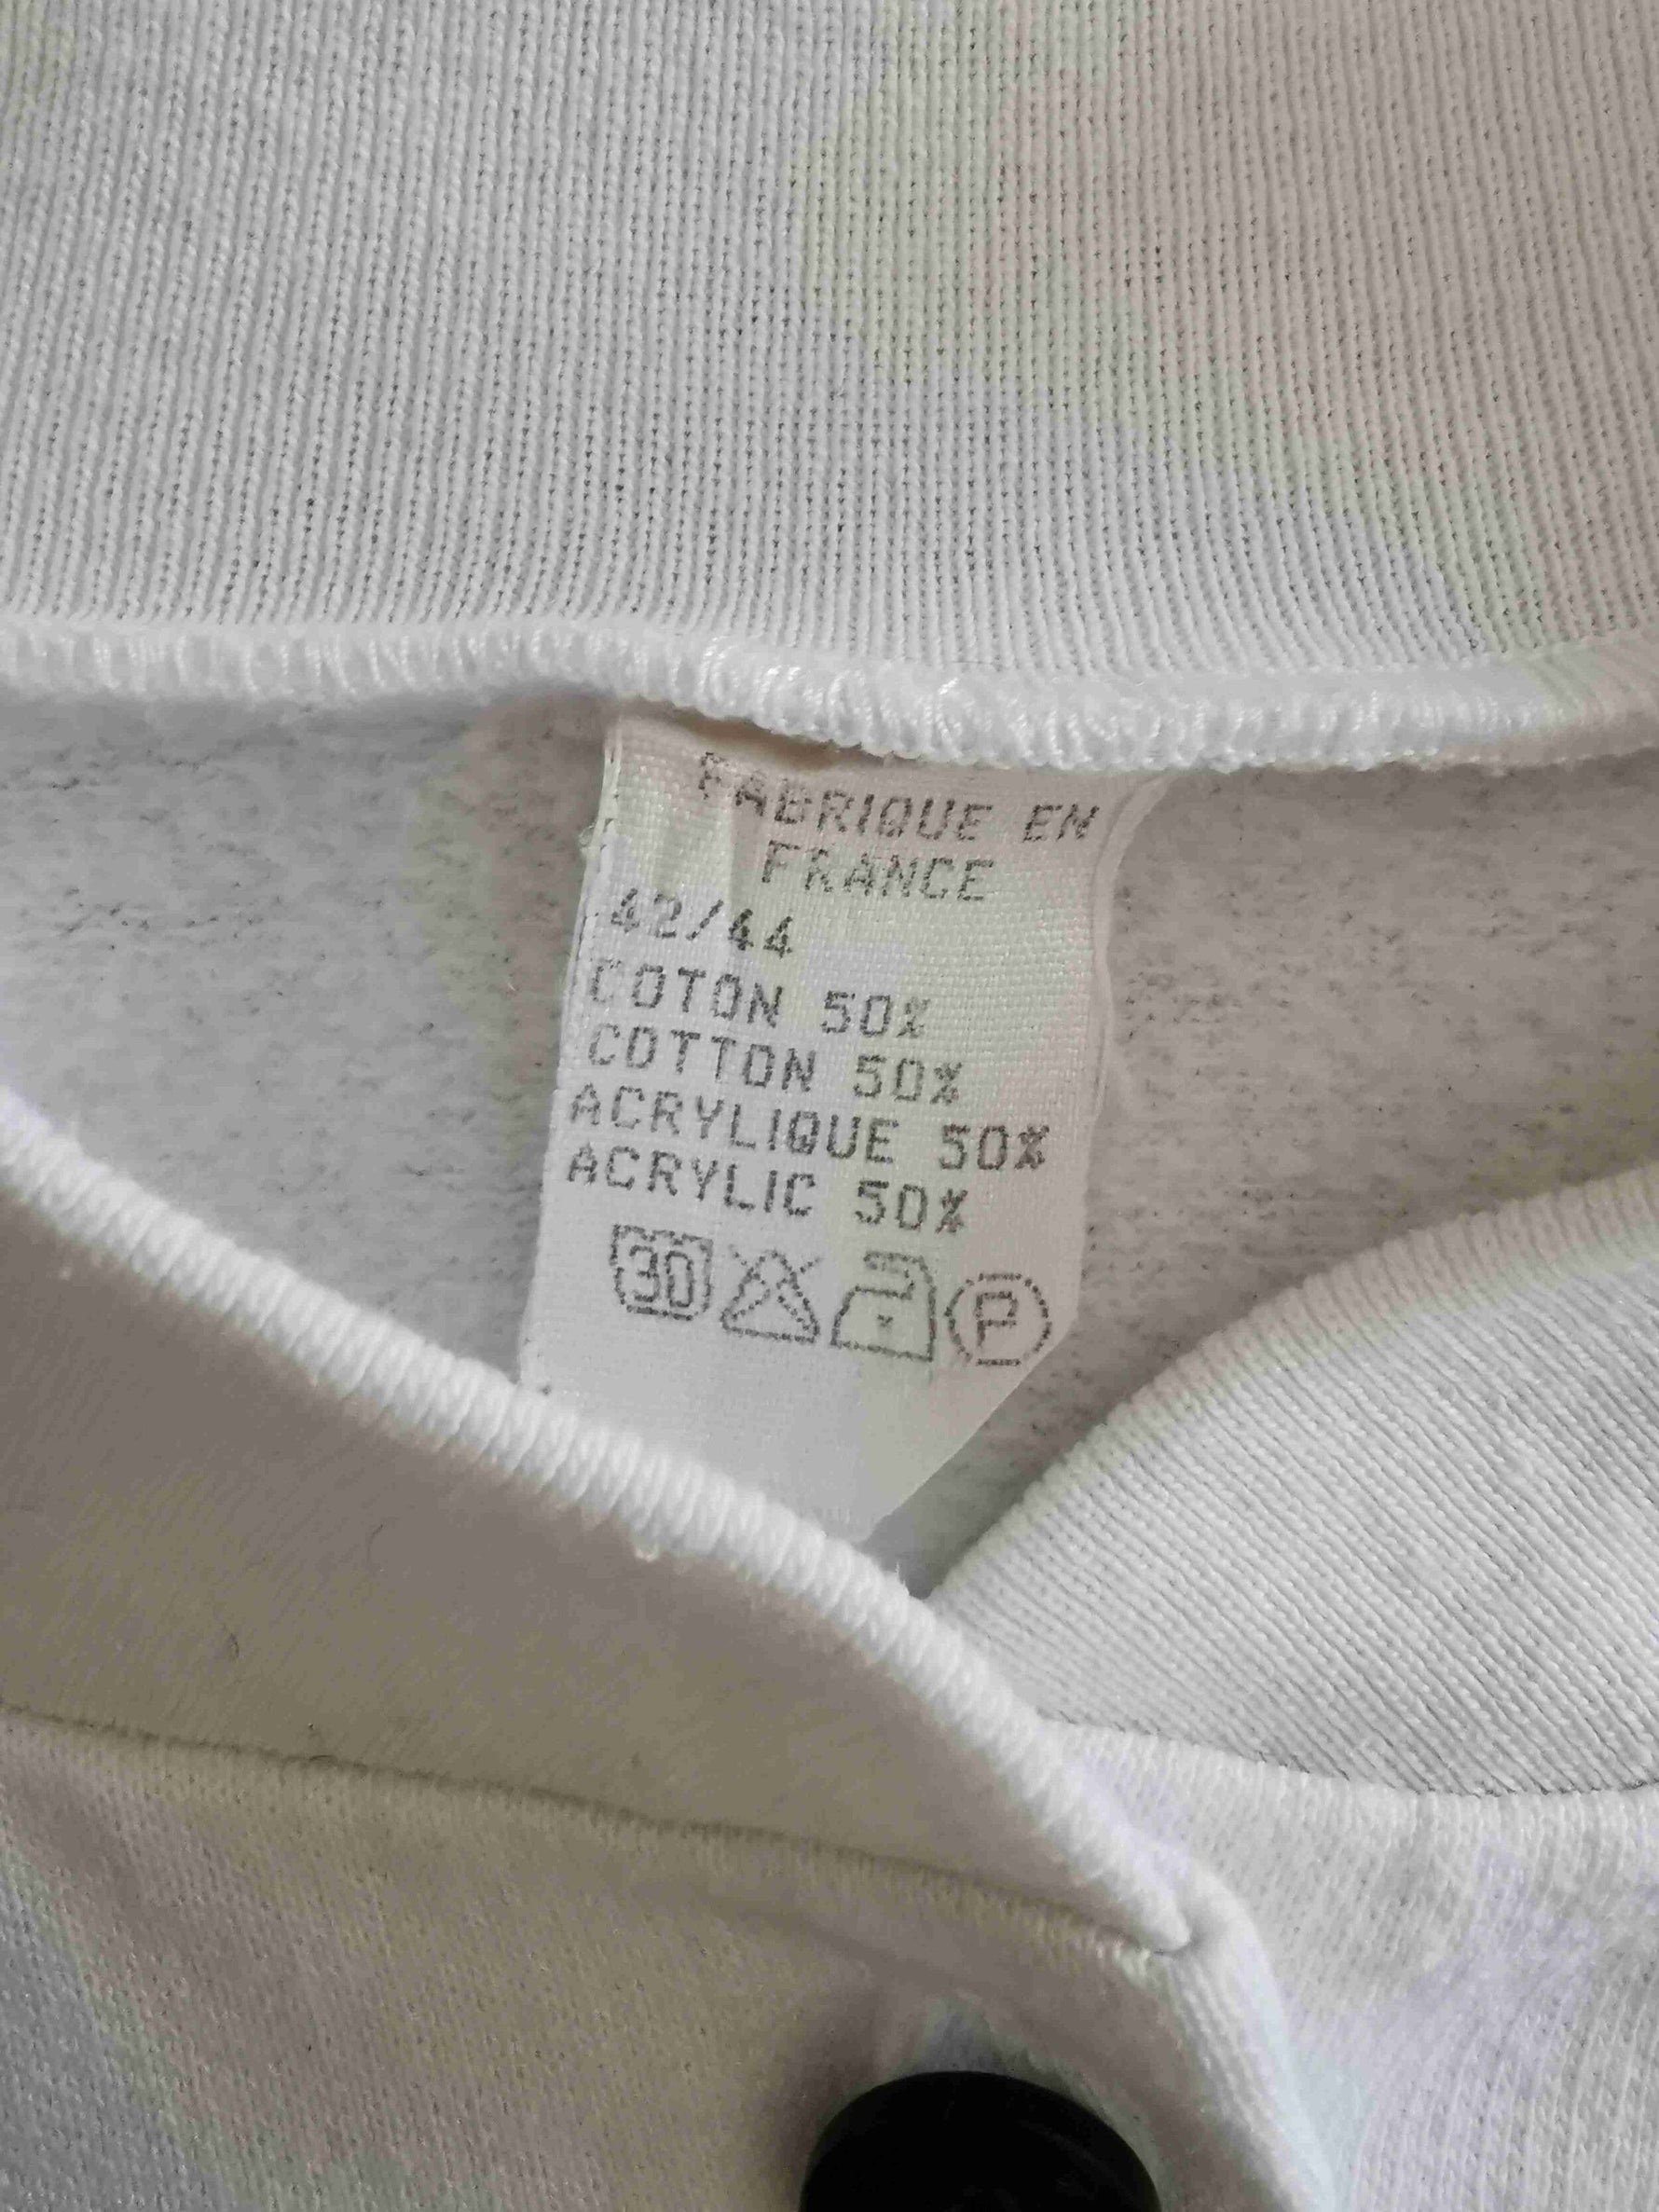 FABRIQUE EN
FRANCE
42/44
COTON 50%
COTTON 50%
ACRYLIQUE 50%
ACRYLIC 50%
30 P